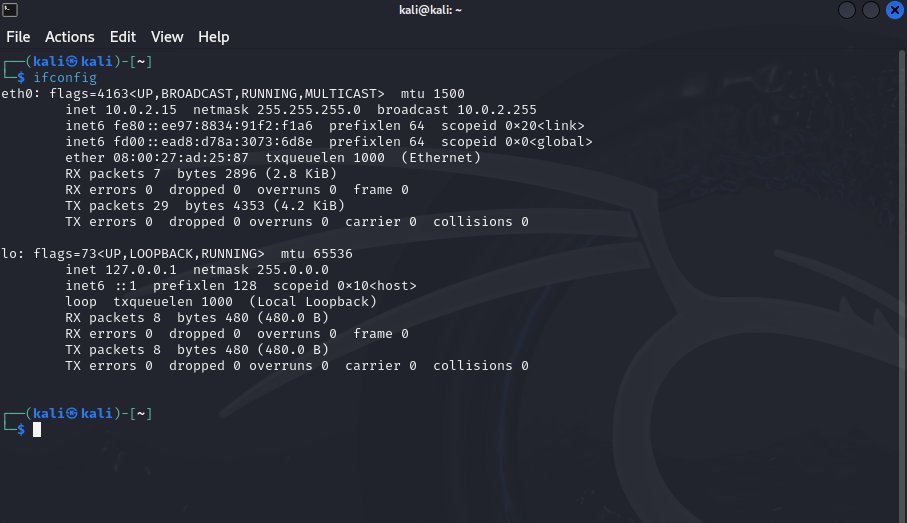 kali@kali: ~
File Actions Edit View Help
┌──(kali㉿kali)-[~]
└─$ ifconfig
eth0: flags=4163<UP,BROADCAST,RUNNING,MULTICAST>  mtu 1500
        inet 10.0.2.15  netmask 255.255.255.0  broadcast 10.0.2.255
        inet6 fe80::ee97:8834:91f2:f1a6  prefixlen 64  scopeid 0×20<link>
        inet6 fd00::ead8:d78a:3073:6d8e  prefixlen 64  scopeid 0×0<global>
        ether 08:00:27:ad:25:87  txqueuelen 1000  (Ethernet)
        RX packets 7  bytes 2896 (2.8 KiB)
        RX errors 0  dropped 0  overruns 0  frame 0
        TX packets 29  bytes 4353 (4.2 KiB)
        TX errors 0  dropped 0 overruns 0  carrier 0  collisions 0
lo: flags=73<UP,LOOPBACK,RUNNING>  mtu 65536
        inet 127.0.0.1  netmask 255.0.0.0
        inet6 ::1  prefixlen 128  scopeid 0×10<host>
        loop  txqueuelen 1000  (Local Loopback)
        RX packets 8  bytes 480 (480.0 B)
        RX errors 0  dropped 0  overruns 0  frame 0
        TX packets 8  bytes 480 (480.0 B)
        TX errors 0  dropped 0 overruns 0  carrier 0  collisions 0
┌──(kali㉿kali)-[~]
└─$